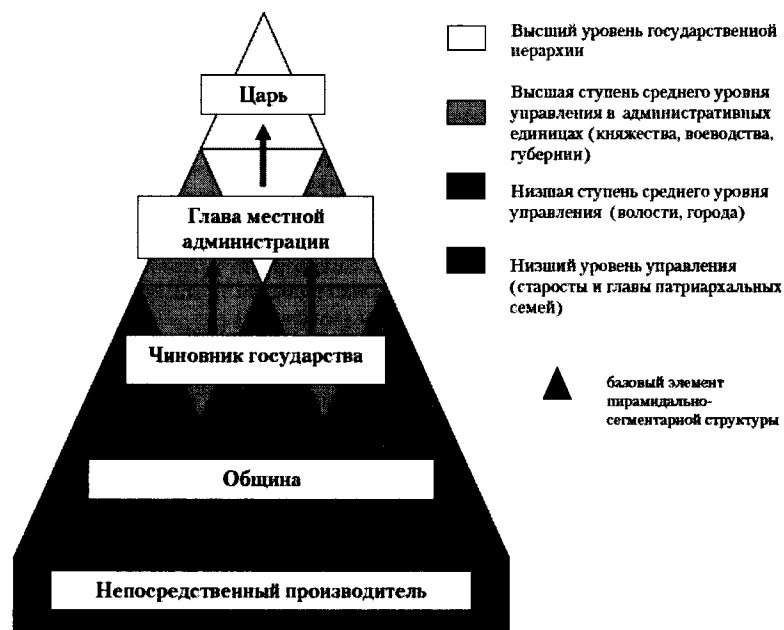 Царь
Глава местной
администрации
Чиновник государства
Община
Непосредственный производитель
Высший уровень государственной
иерархии
Высшая ступень среднего уровня
управления в административных
единицах (княжества, воеводства,
губернии)
Низшая ступень среднего уровня
управления (волости, города)
Низший уровень управления
(старосты и главы патриархальных
семей)
базовый элемент
пирамидально-
сегментарной структуры